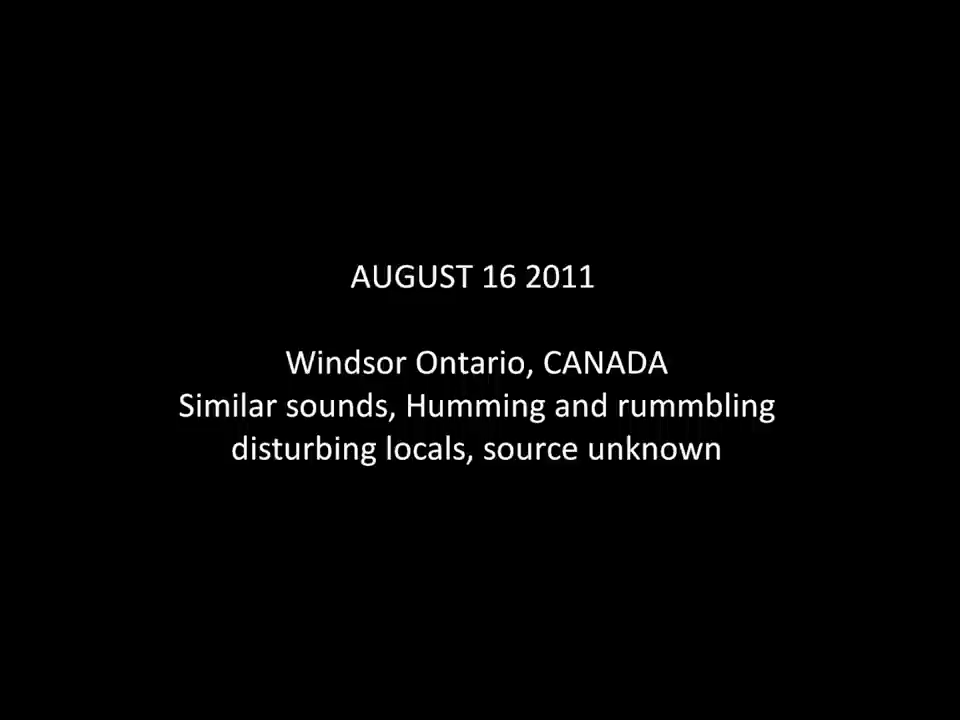 AUGUST 16 2011
Windsor Ontario, CANADA
Similar sounds, Humming and rummbling
disturbing locals, source unknown